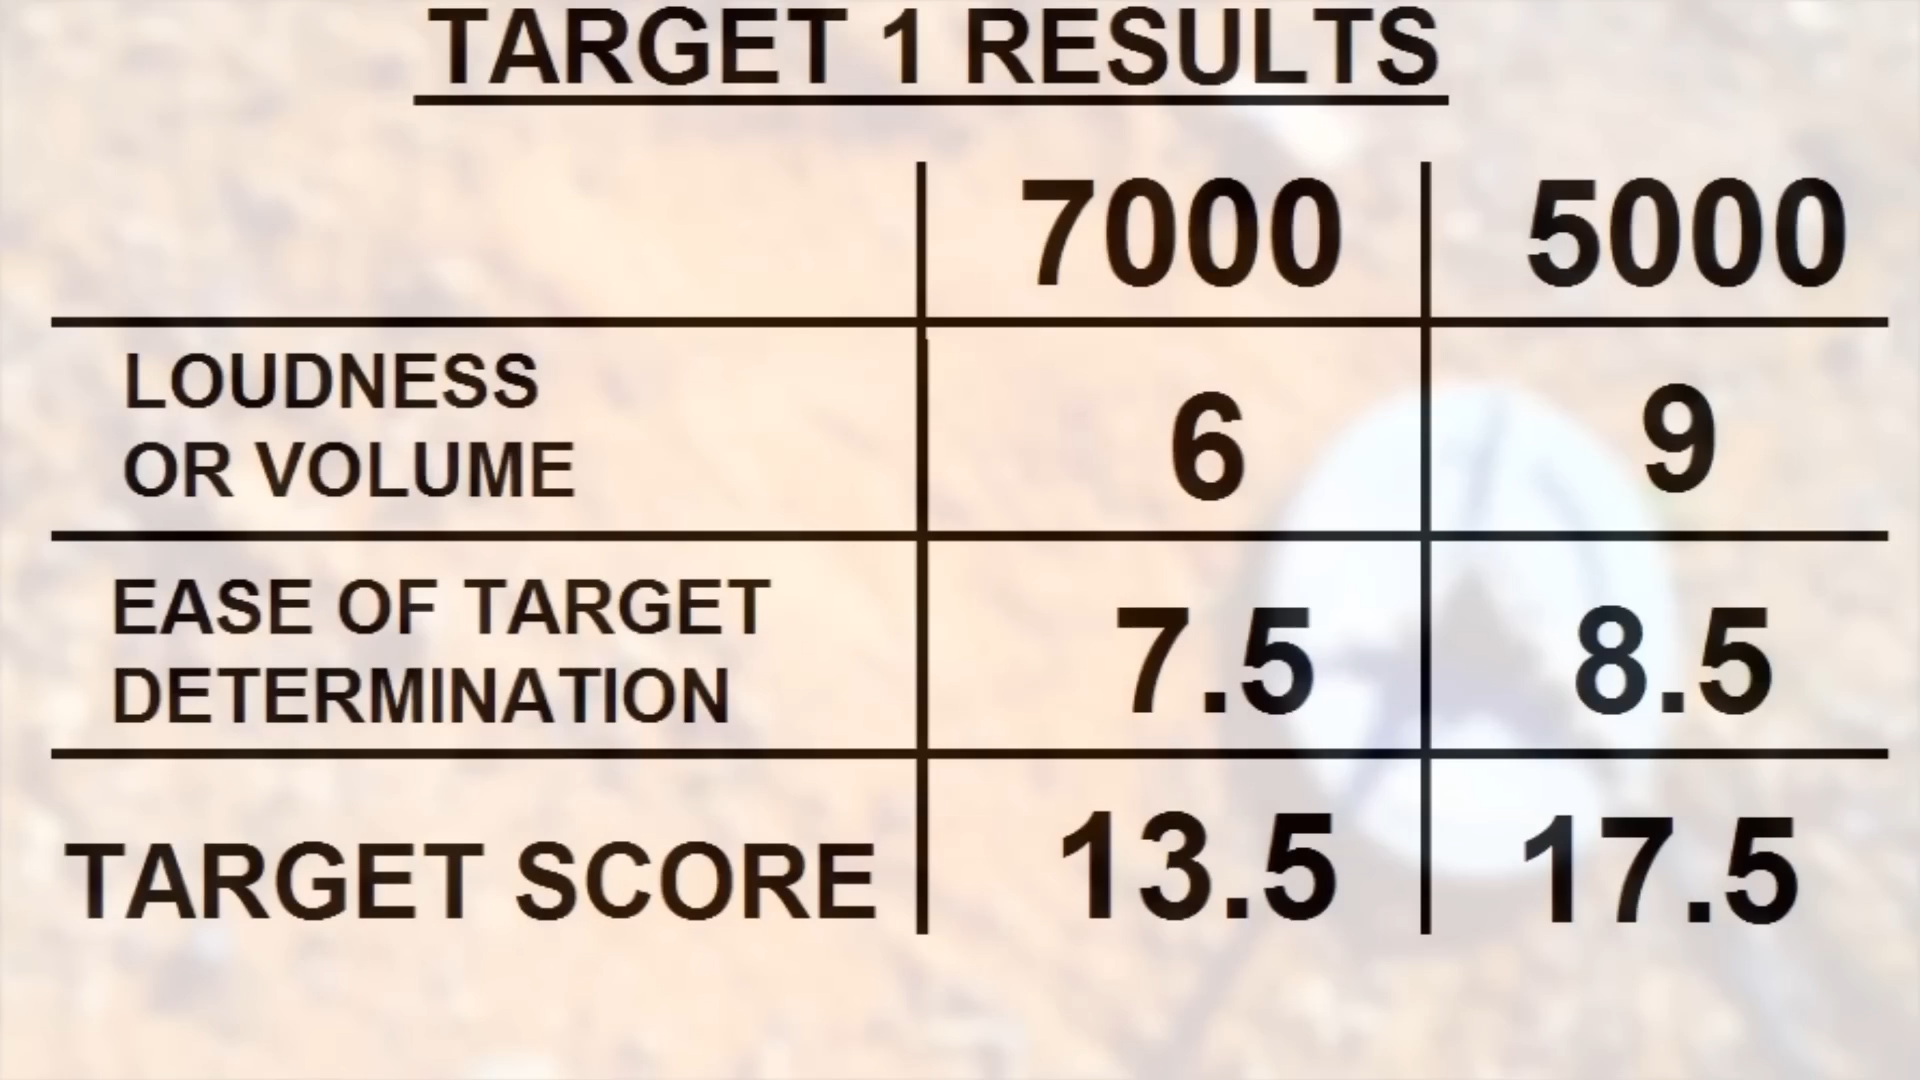 TARGET 1 RESULTS
7000 5000
LOUDNESS
OR VOLUME
6 9
EASE OF TARGET
DETERMINATION
7.5 8.5
TARGET SCORE 13.5 17.5